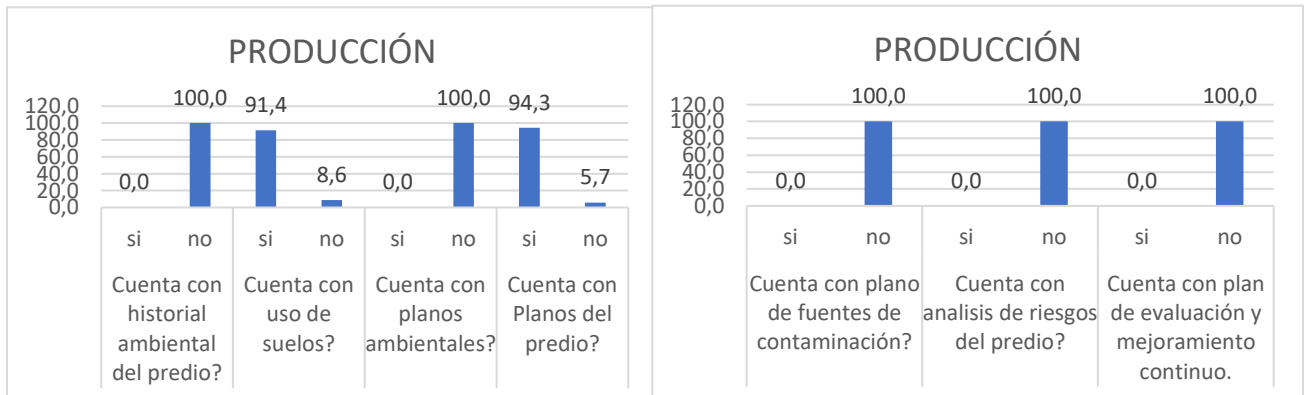 PRODUCCIÓN
120,0
100,0
80,0
60,0
40,0
20,0
0,0
0,0
100,0
91,4
8,6
0,0
100,0
94,3
5,7
si
no
si
no
si
no
si
no
Cuenta con
historial
ambiental
del predio?
Cuenta con
uso de
suelos?
Cuenta con
planos
ambientales?
Cuenta con
Planos del
predio?
PRODUCCIÓN
120,0
100,0
80,0
60,0
40,0
20,0
0,0
0,0
100,0
0,0
100,0
0,0
100,0
si
no
si
no
si
no
Cuenta con plano
de fuentes de
contaminación?
Cuenta con
analisis de riesgos
del predio?
Cuenta con plan
de evaluación y
mejoramiento
continuo.